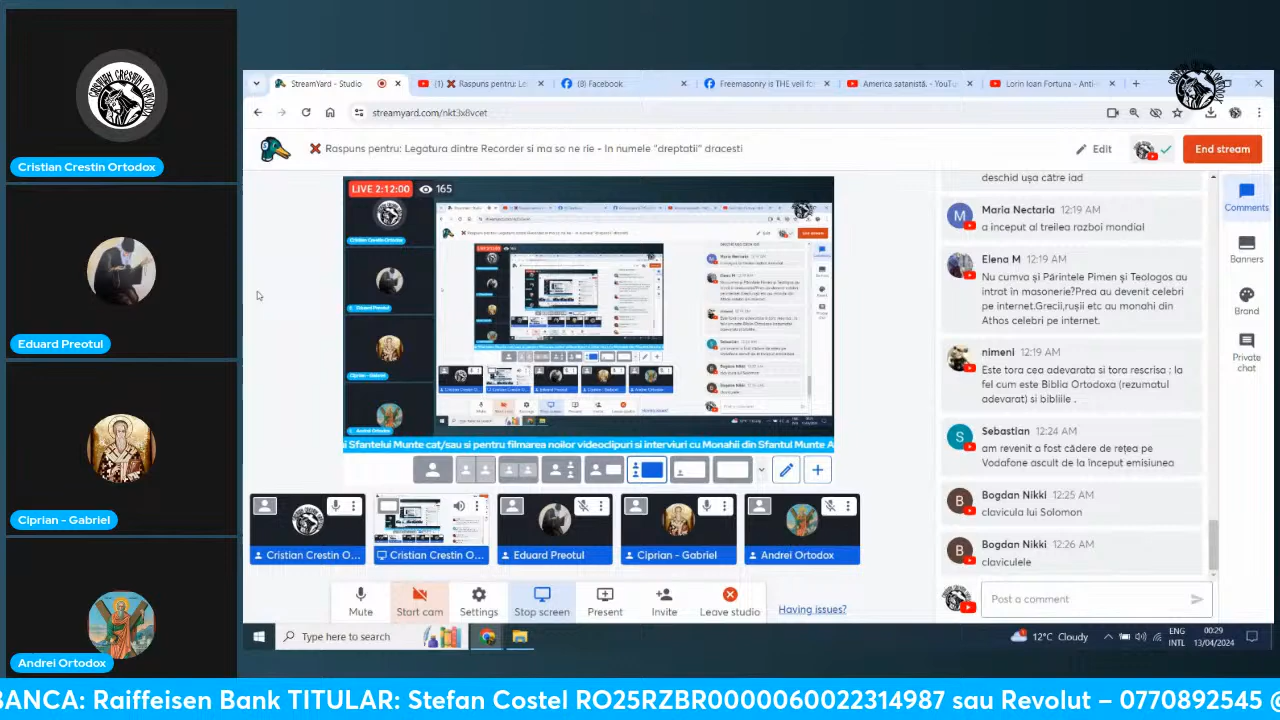 Cristian Crestin Ortodox
Eduard Preotul
Ciprian - Gabriel
Andrei Ortodox
StreamYard - Studio
(1) ❌ Raspuns pentru: Le
(8) Facebook
Freemasonry is THE veil fo
America satanistă. - YouTu
Lorin Ioan Fortuna - Anti-
streamyard.com/nkt3x8vcet
❌ Raspuns pentru: Legatura dintre Recorder si ma so ne rie - In numele "dreptatii" dracesti
Edit
End stream
LIVE 2:12:00
165
i Sfantelui Munte cat/sau si pentru filmarea noilor videoclipuri si interviuri cu Monahii din Sfantul Munte A
Cristian Crestin O...
Cristian Crestin O...
Eduard Preotul
Ciprian - Gabriel
Andrei Ortodox
Mute
Start cam
Settings
Stop screen
Present
Invite
Leave studio
Having issues?
deschid ușa către iad
Maria Nectaria 12:19 AM
a inceput al treilea razboi mondial
Elena M 12:19 AM
Nu cumva și Părintele Pimen și Teologos au
intrat în masonerie?Prea au devenit celebri
pe internet.Grecii,rușii etc au monahi din
Athos celebri pe internet.
nimeni 12:19 AM
Este tora cea adevarata si tora rescrisa ; la
fel cum este Biblia Ortodoxa (rezumatul
adevarat) si bibliile .
Sebastian 12:24 AM
am revenit a fost cădere de rețea pe
Vodafone ascult de la început emisiunea
Bogdan Nikki 12:25 AM
clavicula lui Solomon
Bogdan Nikki 12:26 AM
claviculele
Post a comment
Comments
Banners
Brand
Private
chat
Type here to search
12°C Cloudy
ENG
INTL
00:29
13/04/2024
BANCA: Raiffeisen Bank TITULAR: Stefan Costel RO25RZBR0000060022314987 sau Revolut – 0770892545 @